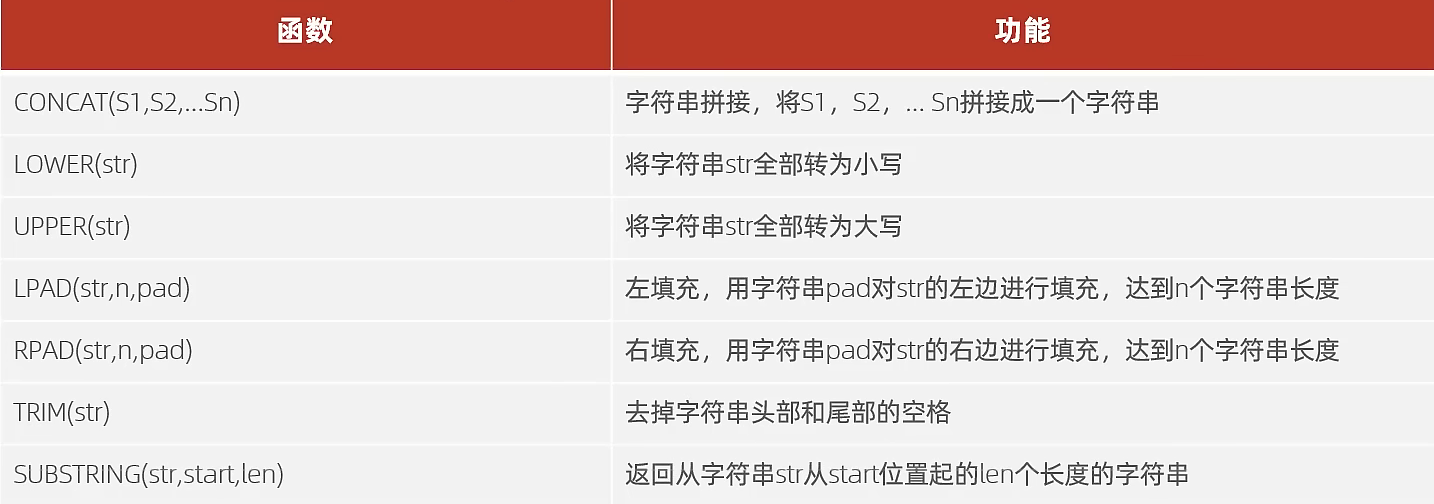 函数 功能
CONCAT(S1,S2,...Sn) 字符串拼接，将S1，S2，... Sn拼接成一个字符串
LOWER(str) 将字符串str全部转为小写
UPPER(str) 将字符串str全部转为大写
LPAD(str,n,pad) 左填充，用字符串pad对str的左边进行填充，达到n个字符串长度
RPAD(str,n,pad) 右填充，用字符串pad对str的右边进行填充，达到n个字符串长度
TRIM(str) 去掉字符串头部和尾部的空格
SUBSTRING(str,start,len) 返回从字符串str从start位置起的len个长度的字符串